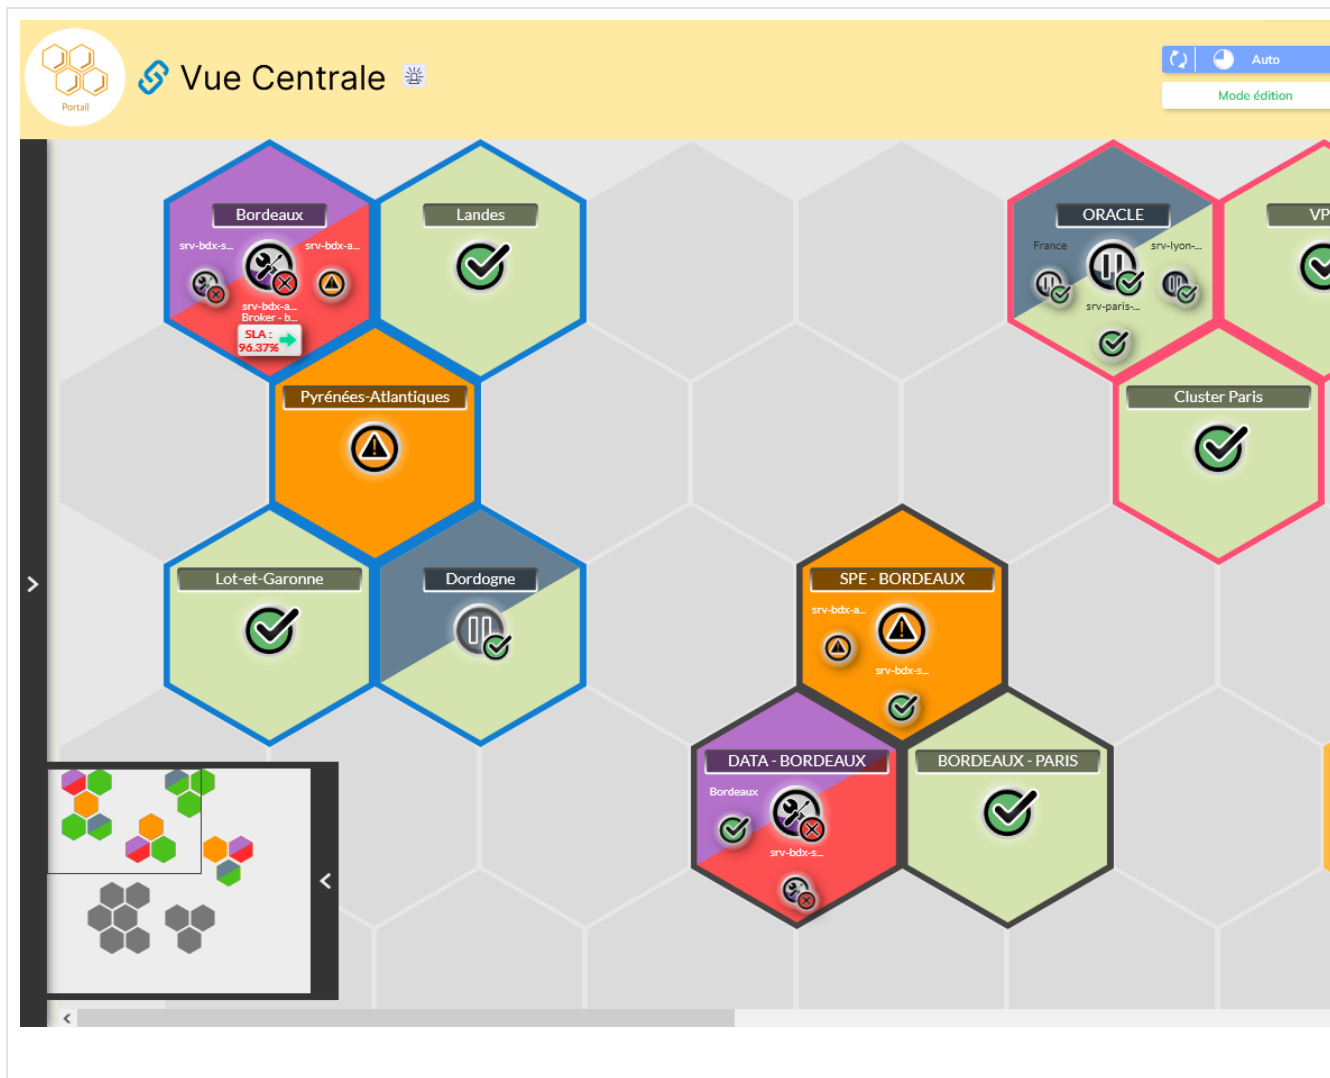 Portail
Vue Centrale
Auto
Mode édition
Bordeaux
srv-bdx-s...
srv-bdx-a...
srv-bdx-a...
Broker - b...
SLA :
96.37%
Landes
ORACLE
France
srv-lyon-...
srv-paris-...
VP
Pyrénées-Atlantiques
Cluster Paris
Lot-et-Garonne
Dordogne
SPE - BORDEAUX
srv-bdx-a...
srv-bdx-s...
DATA - BORDEAUX
Bordeaux
srv-bdx-s...
BORDEAUX - PARIS